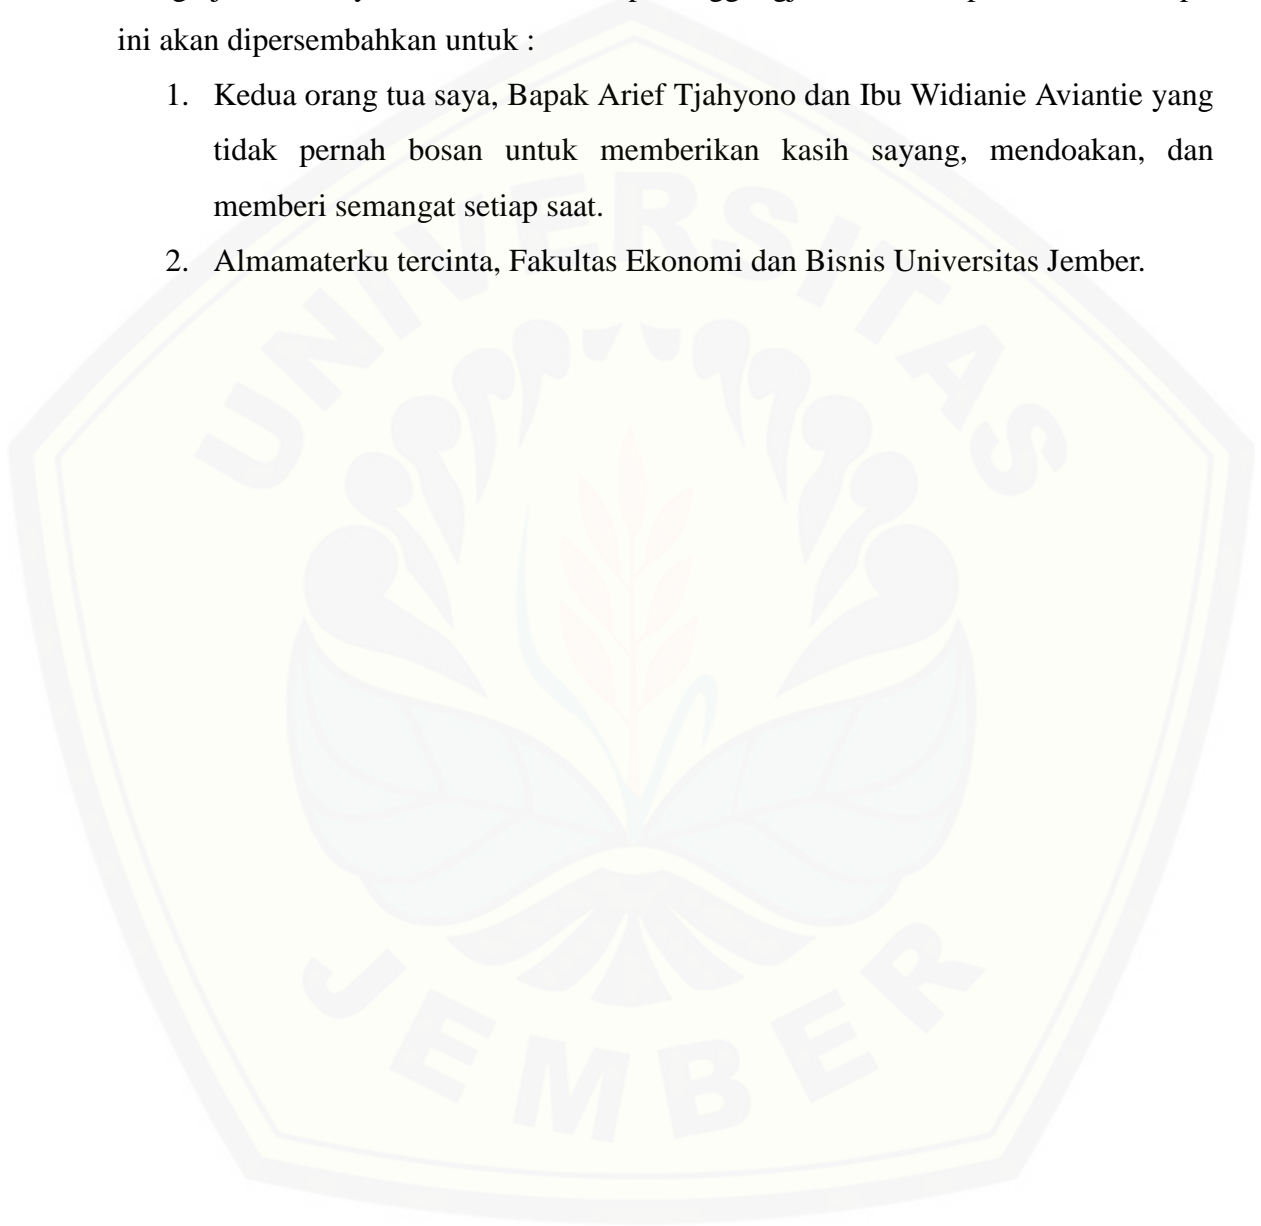 ini akan dipersembahkan untuk :
1. Kedua orang tua saya, Bapak Arief Tjahyono dan Ibu Widianie Aviantie yang
tidak pernah bosan untuk memberikan kasih sayang, mendoakan, dan
memberi semangat setiap saat.
2. Almamaterku tercinta, Fakultas Ekonomi dan Bisnis Universitas Jember.
UNIVERSITAS
JEMBER